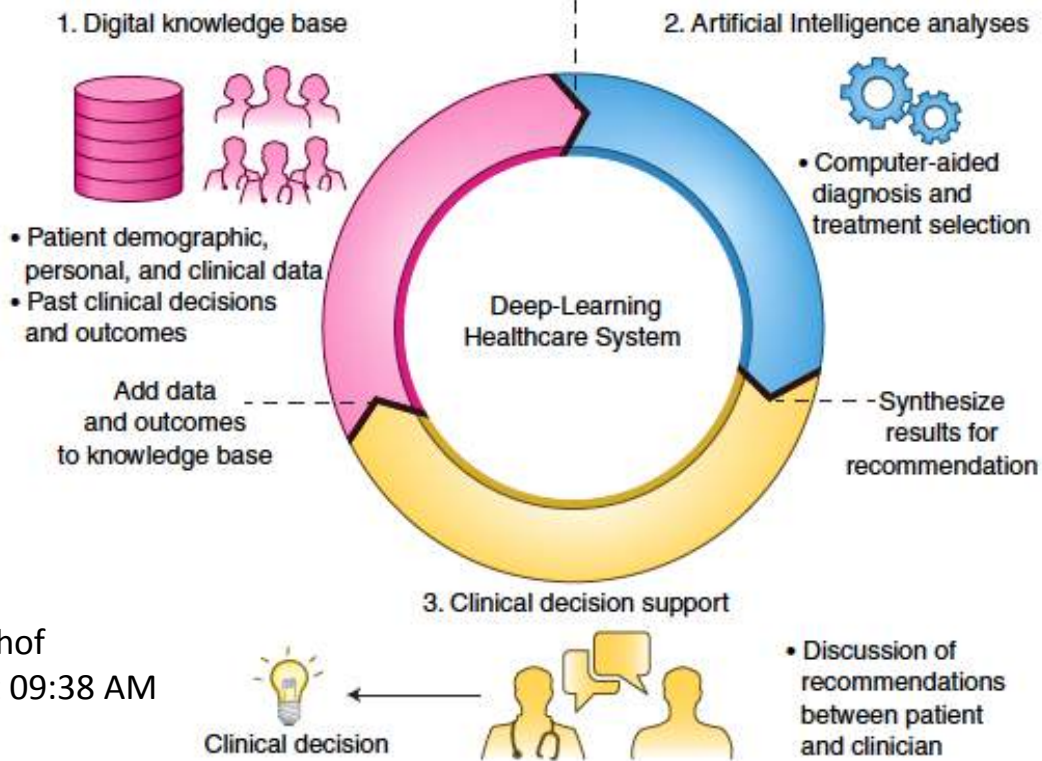 1. Digital knowledge base
2. Artificial Intelligence analyses
• Computer-aided
diagnosis and
treatment selection
• Patient demographic,
personal, and clinical data
• Past clinical decisions
and outcomes
Deep-Learning
Healthcare System
Add data
and outcomes
to knowledge base
Synthesize
results for
recommendation
3. Clinical decision support
hof
09:38 AM
• Discussion of
recommendations
between patient
and clinician
Clinical decision